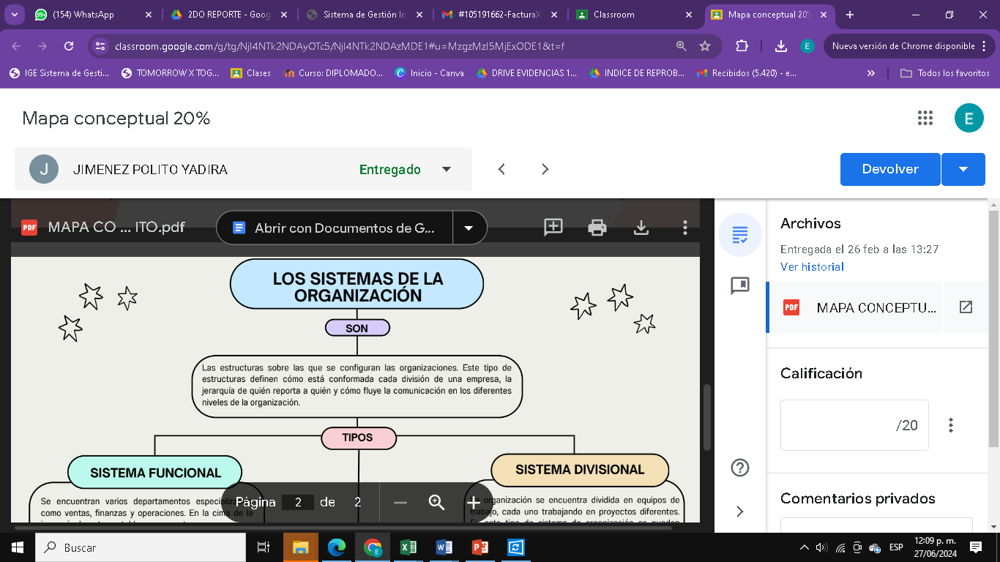 (154) WhatsApp
2DO REPORTE - Goog
Sistema de Gestión In
#105191662-FacturaX
Classroom
Mapa conceptual 20%
classroom.google.com/g/tg/NjI4NTk2NDAyOTc5/NjI4NTk2NDAzMDE1#u=MzgzMzI5MjExODE1&t=f
E
Nueva versión de Chrome disponible
IGE Sistema de Gesti...
TOMORROW X TOG...
Clases
Curso: DIPLOMADO...
Inicio - Canva
DRIVE EVIDENCIAS 1...
INDICE DE REPROB...
Recibidos (5.420) - e...
Todos los favoritos
Mapa conceptual 20%
E
J
JIMENEZ POLITO YADIRA
Entregado
Devolver
PDF
MAPA CO ... ITO.pdf
Abrir con Documentos de G...
LOS SISTEMAS DE LA
ORGANIZACIÓN
SON
Las estructuras sobre las que se configuran las organizaciones. Este tipo de
estructuras definen cómo está conformada cada división de una empresa, la
jerarquía de quién reporta a quién y cómo fluye la comunicación en los diferentes
niveles de la organización.
TIPOS
SISTEMA FUNCIONAL
Se encuentran varios departamentos
como ventas, finanzas y operaciones. En la cima de la
SISTEMA DIVISIONAL
La organización se encuentra dividida en equipos de
trabajo, cada uno trabajando en proyectos diferentes.
Página 2 de 2
Archivos
Entregada el 26 feb a las 13:27
Ver historial
PDF
MAPA CONCEPTU...
Calificación
/20
Comentarios privados
Buscar
ESP
12:09 p. m.
27/06/2024